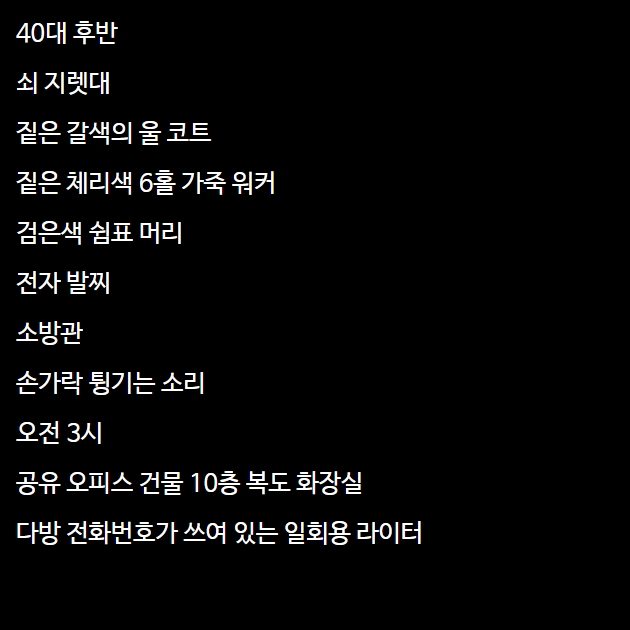 40대 후반
쇠 지렛대
짙은 갈색의 울 코트
짙은 체리색 6홀 가죽 워커
검은색 쉼표 머리
전자 발찌
소방관
손가락 튕기는 소리
오전 3시
공유 오피스 건물 10층 복도 화장실
다방 전화번호가 쓰여 있는 일회용 라이터